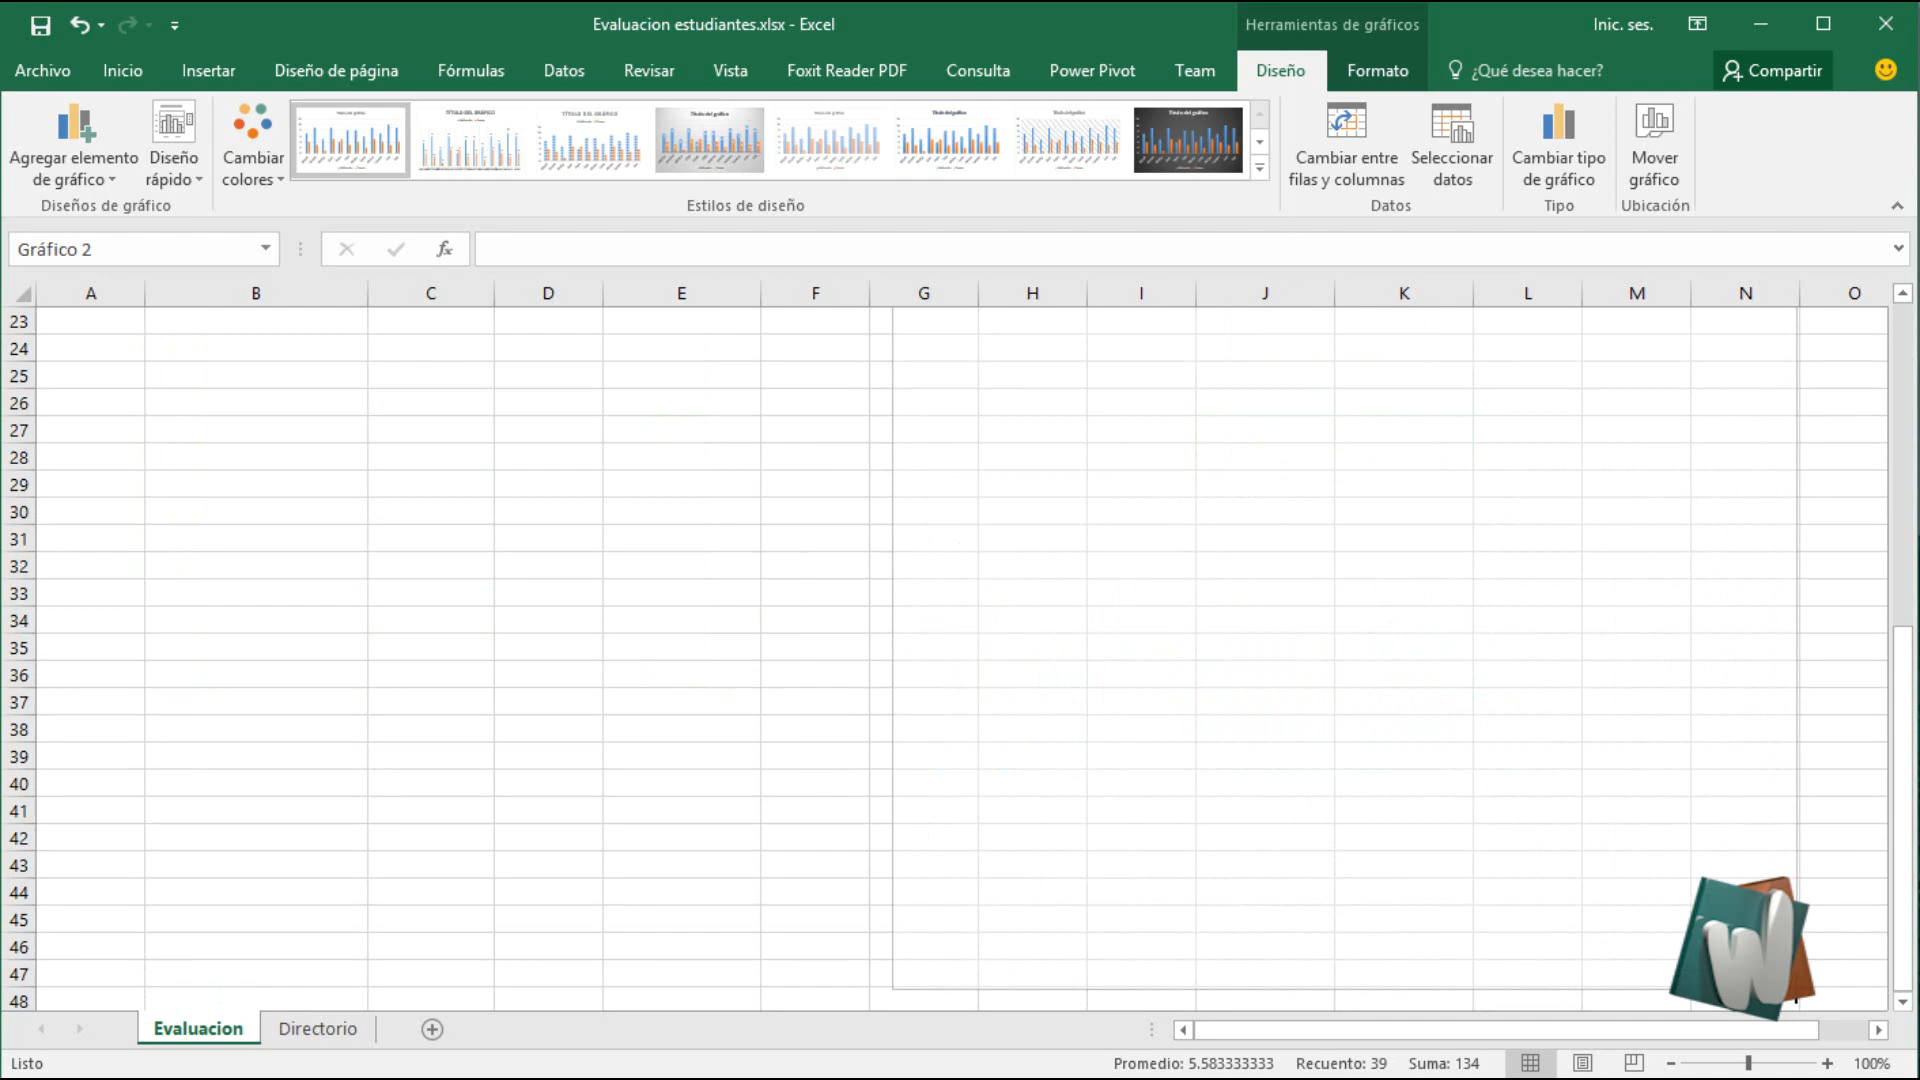 Evaluacion estudiantes.xlsx - Excel
Herramientas de gráficos
Inic. ses.
Archivo Inicio Insertar Diseño de página Fórmulas Datos Revisar Vista Foxit Reader PDF Consulta Power Pivot Team Diseño Formato ¿Qué desea hacer? Compartir
Agregar elemento
de gráfico
Diseño
rápido
Cambiar
colores
Cambiar entre
filas y columnas
Seleccionar
datos
Cambiar tipo
de gráfico
Mover
gráfico
Diseños de gráfico
Estilos de diseño
Datos
Tipo
Ubicación
Gráfico 2
fx
A B C D E F G H I J K L M N O
23
24
25
26
27
28
29
30
31
32
33
34
35
36
37
38
39
40
41
42
43
44
45
46
47
48
W
Evaluacion Directorio
Listo
Promedio: 5.583333333 Recuento: 39 Suma: 134
100%